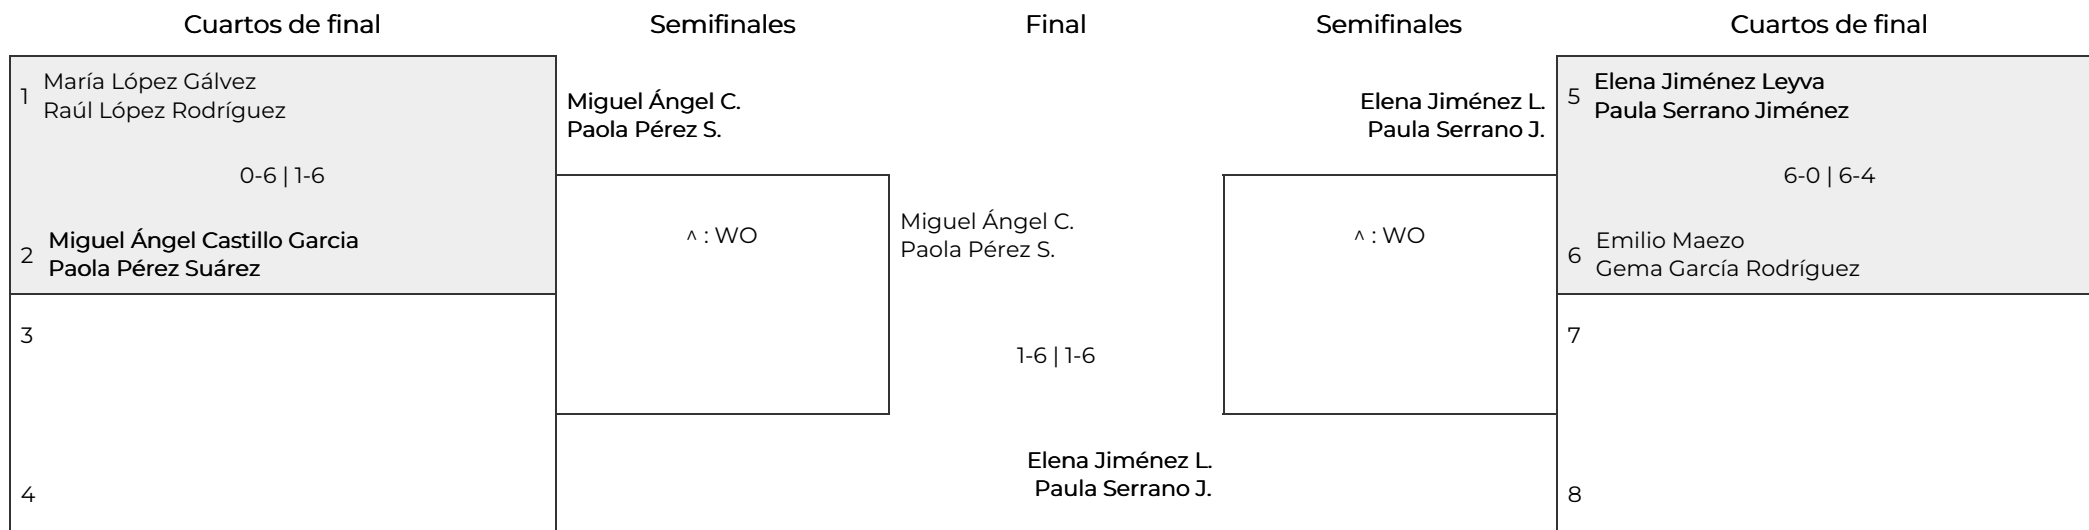 Cuartos de final
Semifinales
Final
Semifinales
Cuartos de final
1
María López Gálvez
Raúl López Rodríguez
0-6 | 1-6
2
Miguel Ángel Castillo Garcia
Paola Pérez Suárez
3
4
Miguel Ángel C.
Paola Pérez S.
^ : WO
Miguel Ángel C.
Paola Pérez S.
1-6 | 1-6
Elena Jiménez L.
Paula Serrano J.
Elena Jiménez L.
Paula Serrano J.
^ : WO
5
Elena Jiménez Leyva
Paula Serrano Jiménez
6-0 | 6-4
6
Emilio Maezo
Gema García Rodríguez
7
8